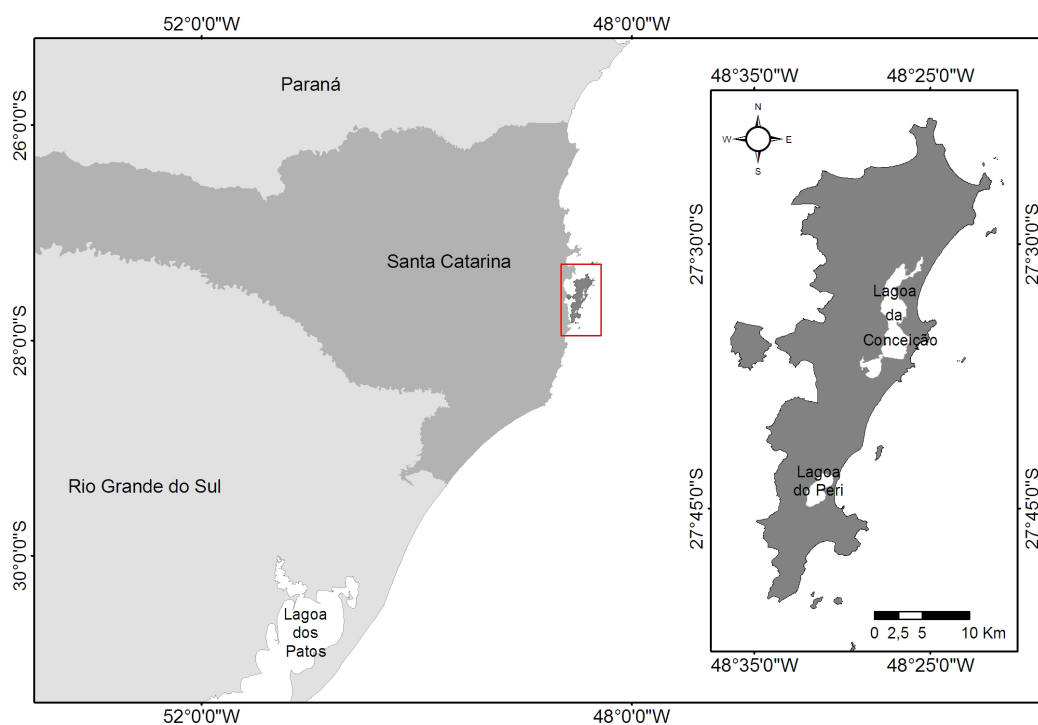 52°0'0"W
48°0'0"W
Paraná
26°0'0"S
Santa Catarina
28°0'0"S
Rio Grande do Sul
30°0'0"S
Lagoa
dos
Patos
52°0'0"W
48°0'0"W
48°35'0"W
48°25'0"W
N
W
E
S
27°30'0"S
27°30'0"S
Lagoa
da
Conceição
Lagoa
do Peri
27°45'0"S
27°45'0"S
0 2,5 5 10 Km
48°35'0"W
48°25'0"W